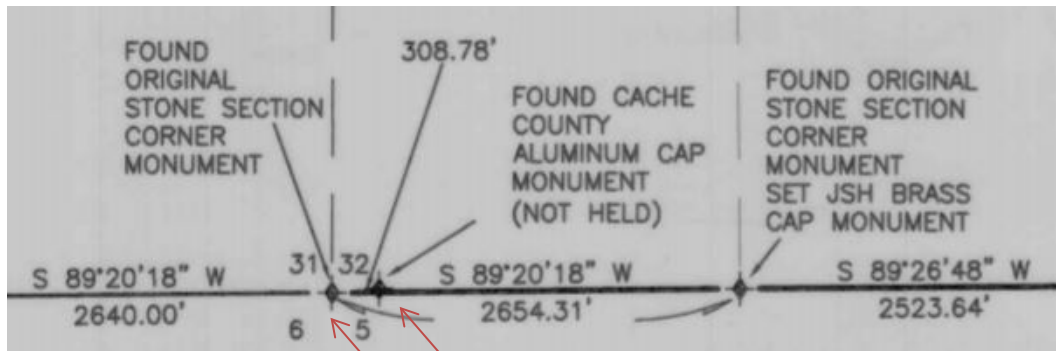 FOUND
ORIGINAL
STONE SECTION
CORNER
MONUMENT
308.78'
FOUND CACHE
COUNTY
ALUMINUM CAP
MONUMENT
(NOT HELD)
FOUND ORIGINAL
STONE SECTION
CORNER
MONUMENT
SET JSH BRASS
CAP MONUMENT
S 89°20'18" W
31 32
S 89°20'18" W
S 89°26'48" W
2640.00'
6 5
2654.31'
2523.64'